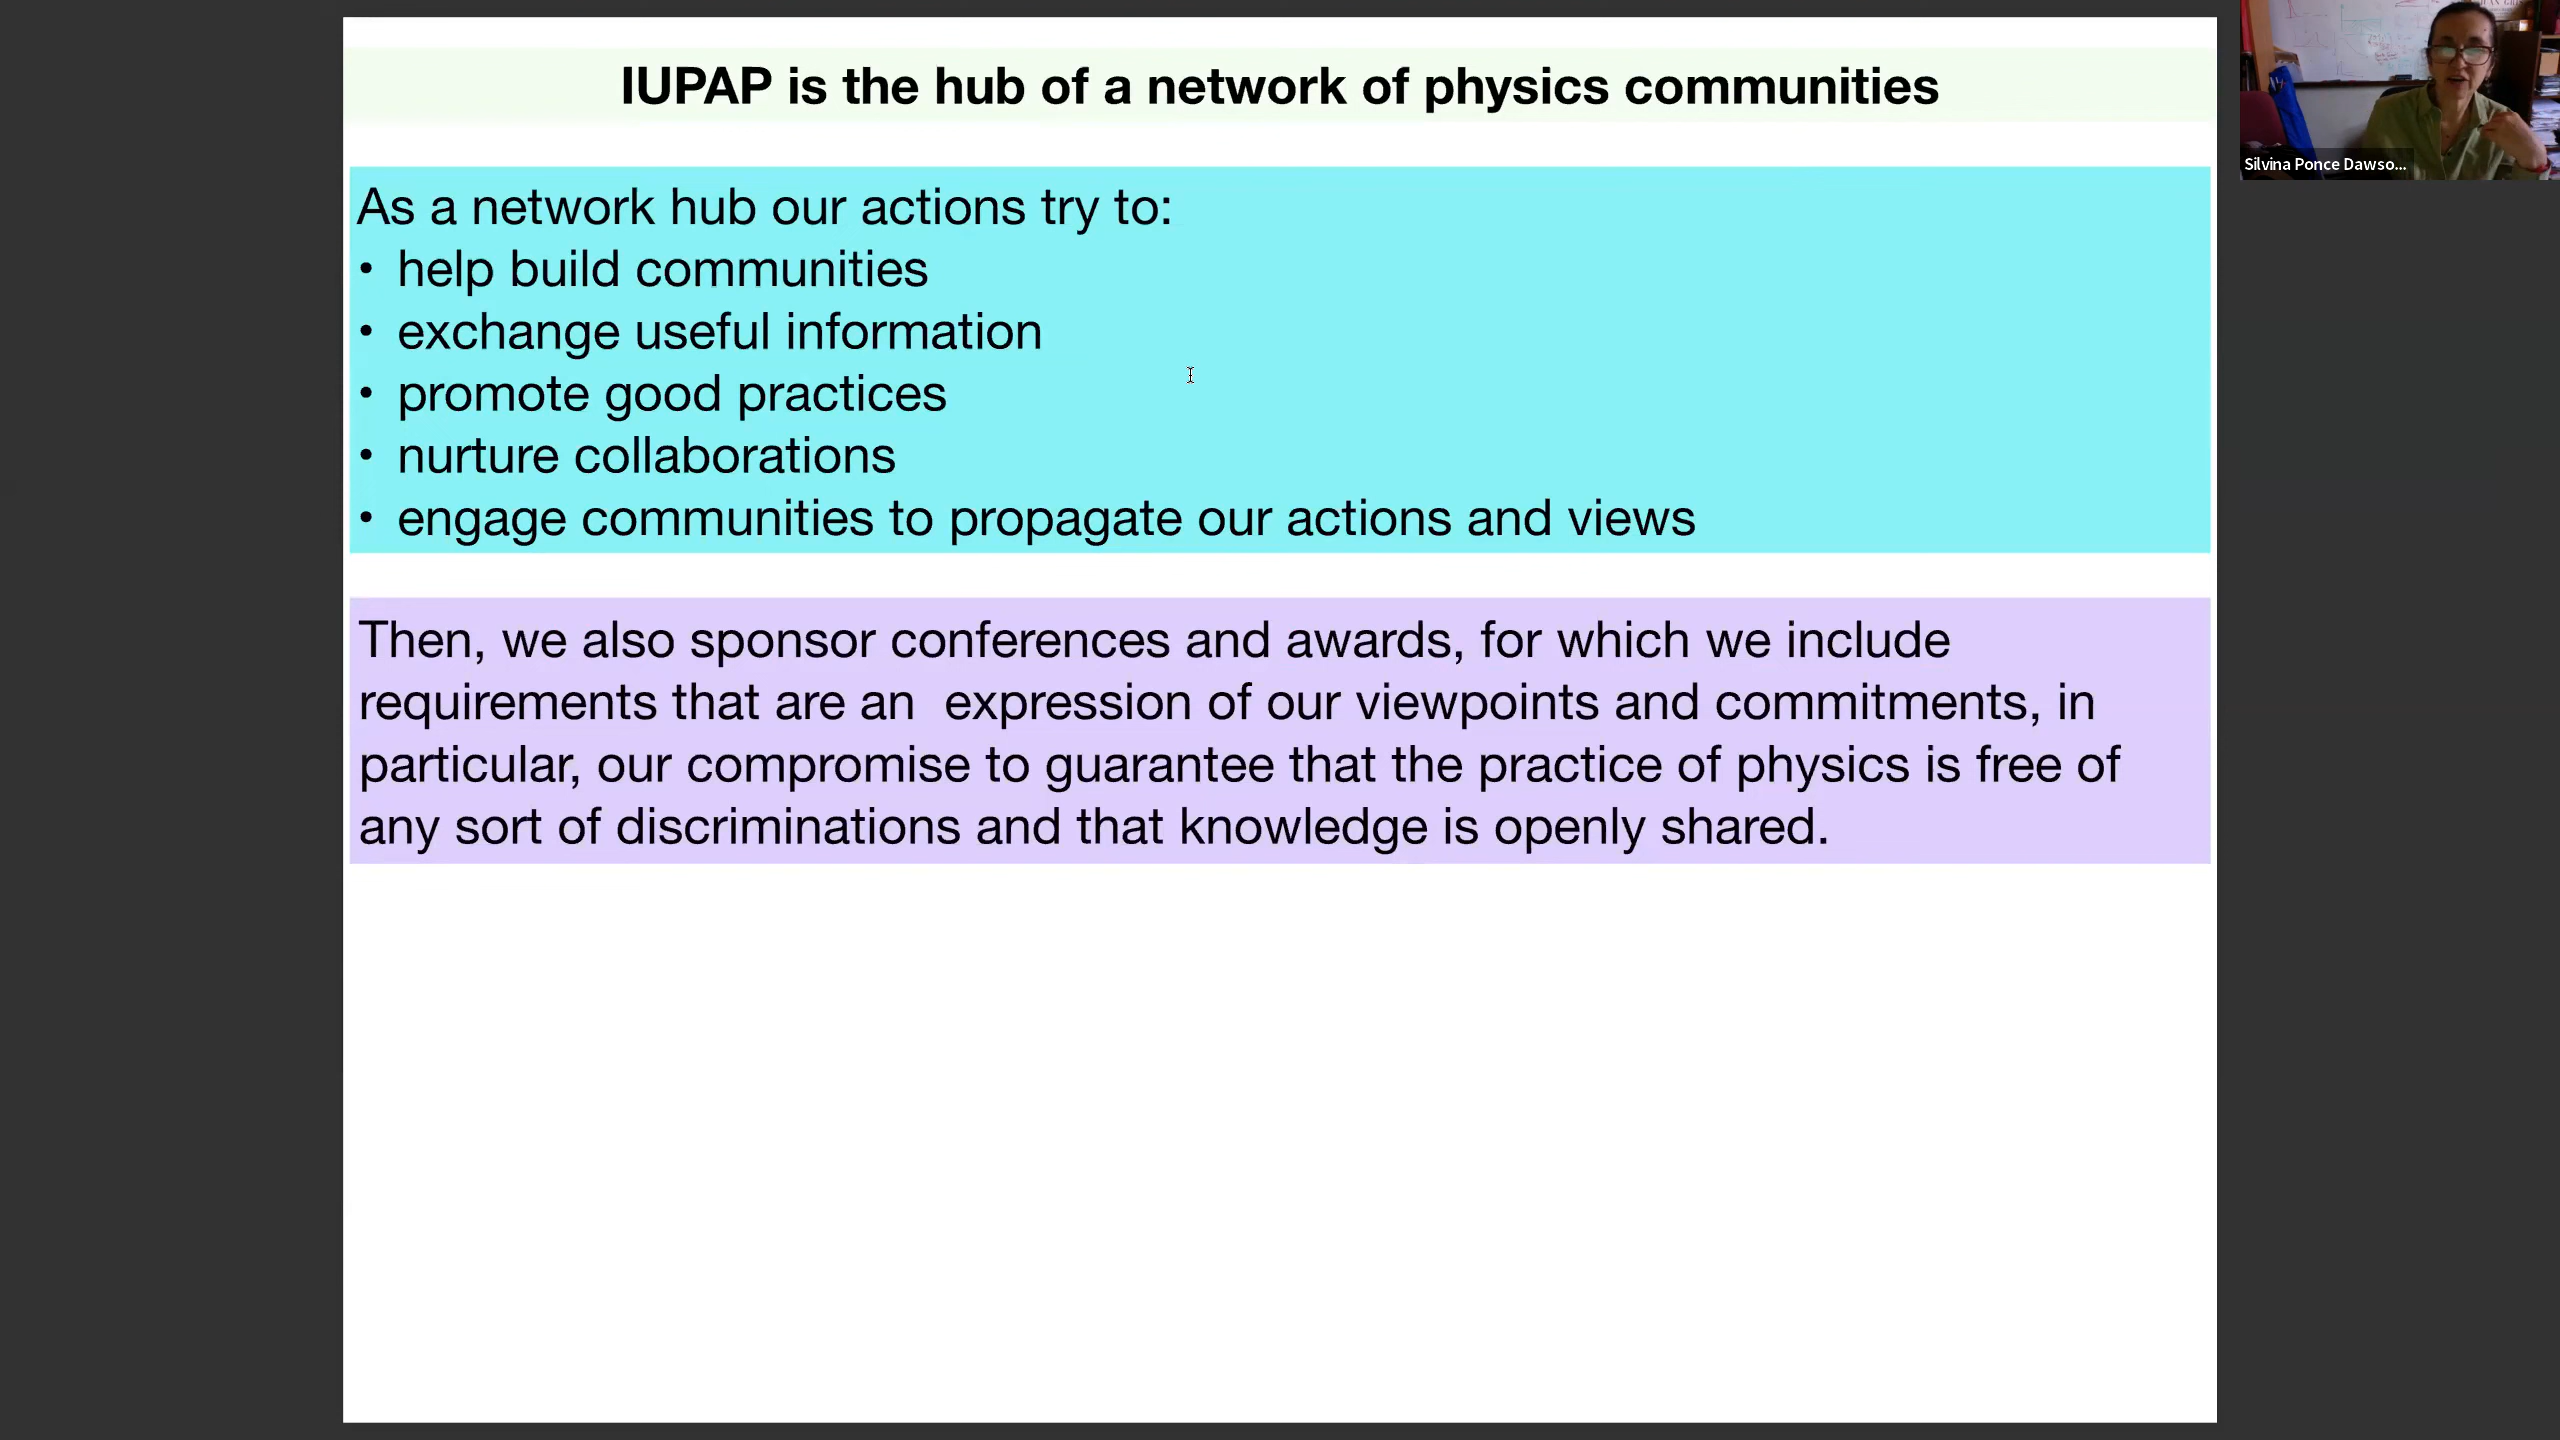 IUPAP is the hub of a network of physics communities
As a network hub our actions try to:
• help build communities
• exchange useful information
• promote good practices
• nurture collaborations
• engage communities to propagate our actions and views
Then, we also sponsor conferences and awards, for which we include
requirements that are an  expression of our viewpoints and commitments, in
particular, our compromise to guarantee that the practice of physics is free of
any sort of discriminations and that knowledge is openly shared.
Silvina Ponce Dawso...